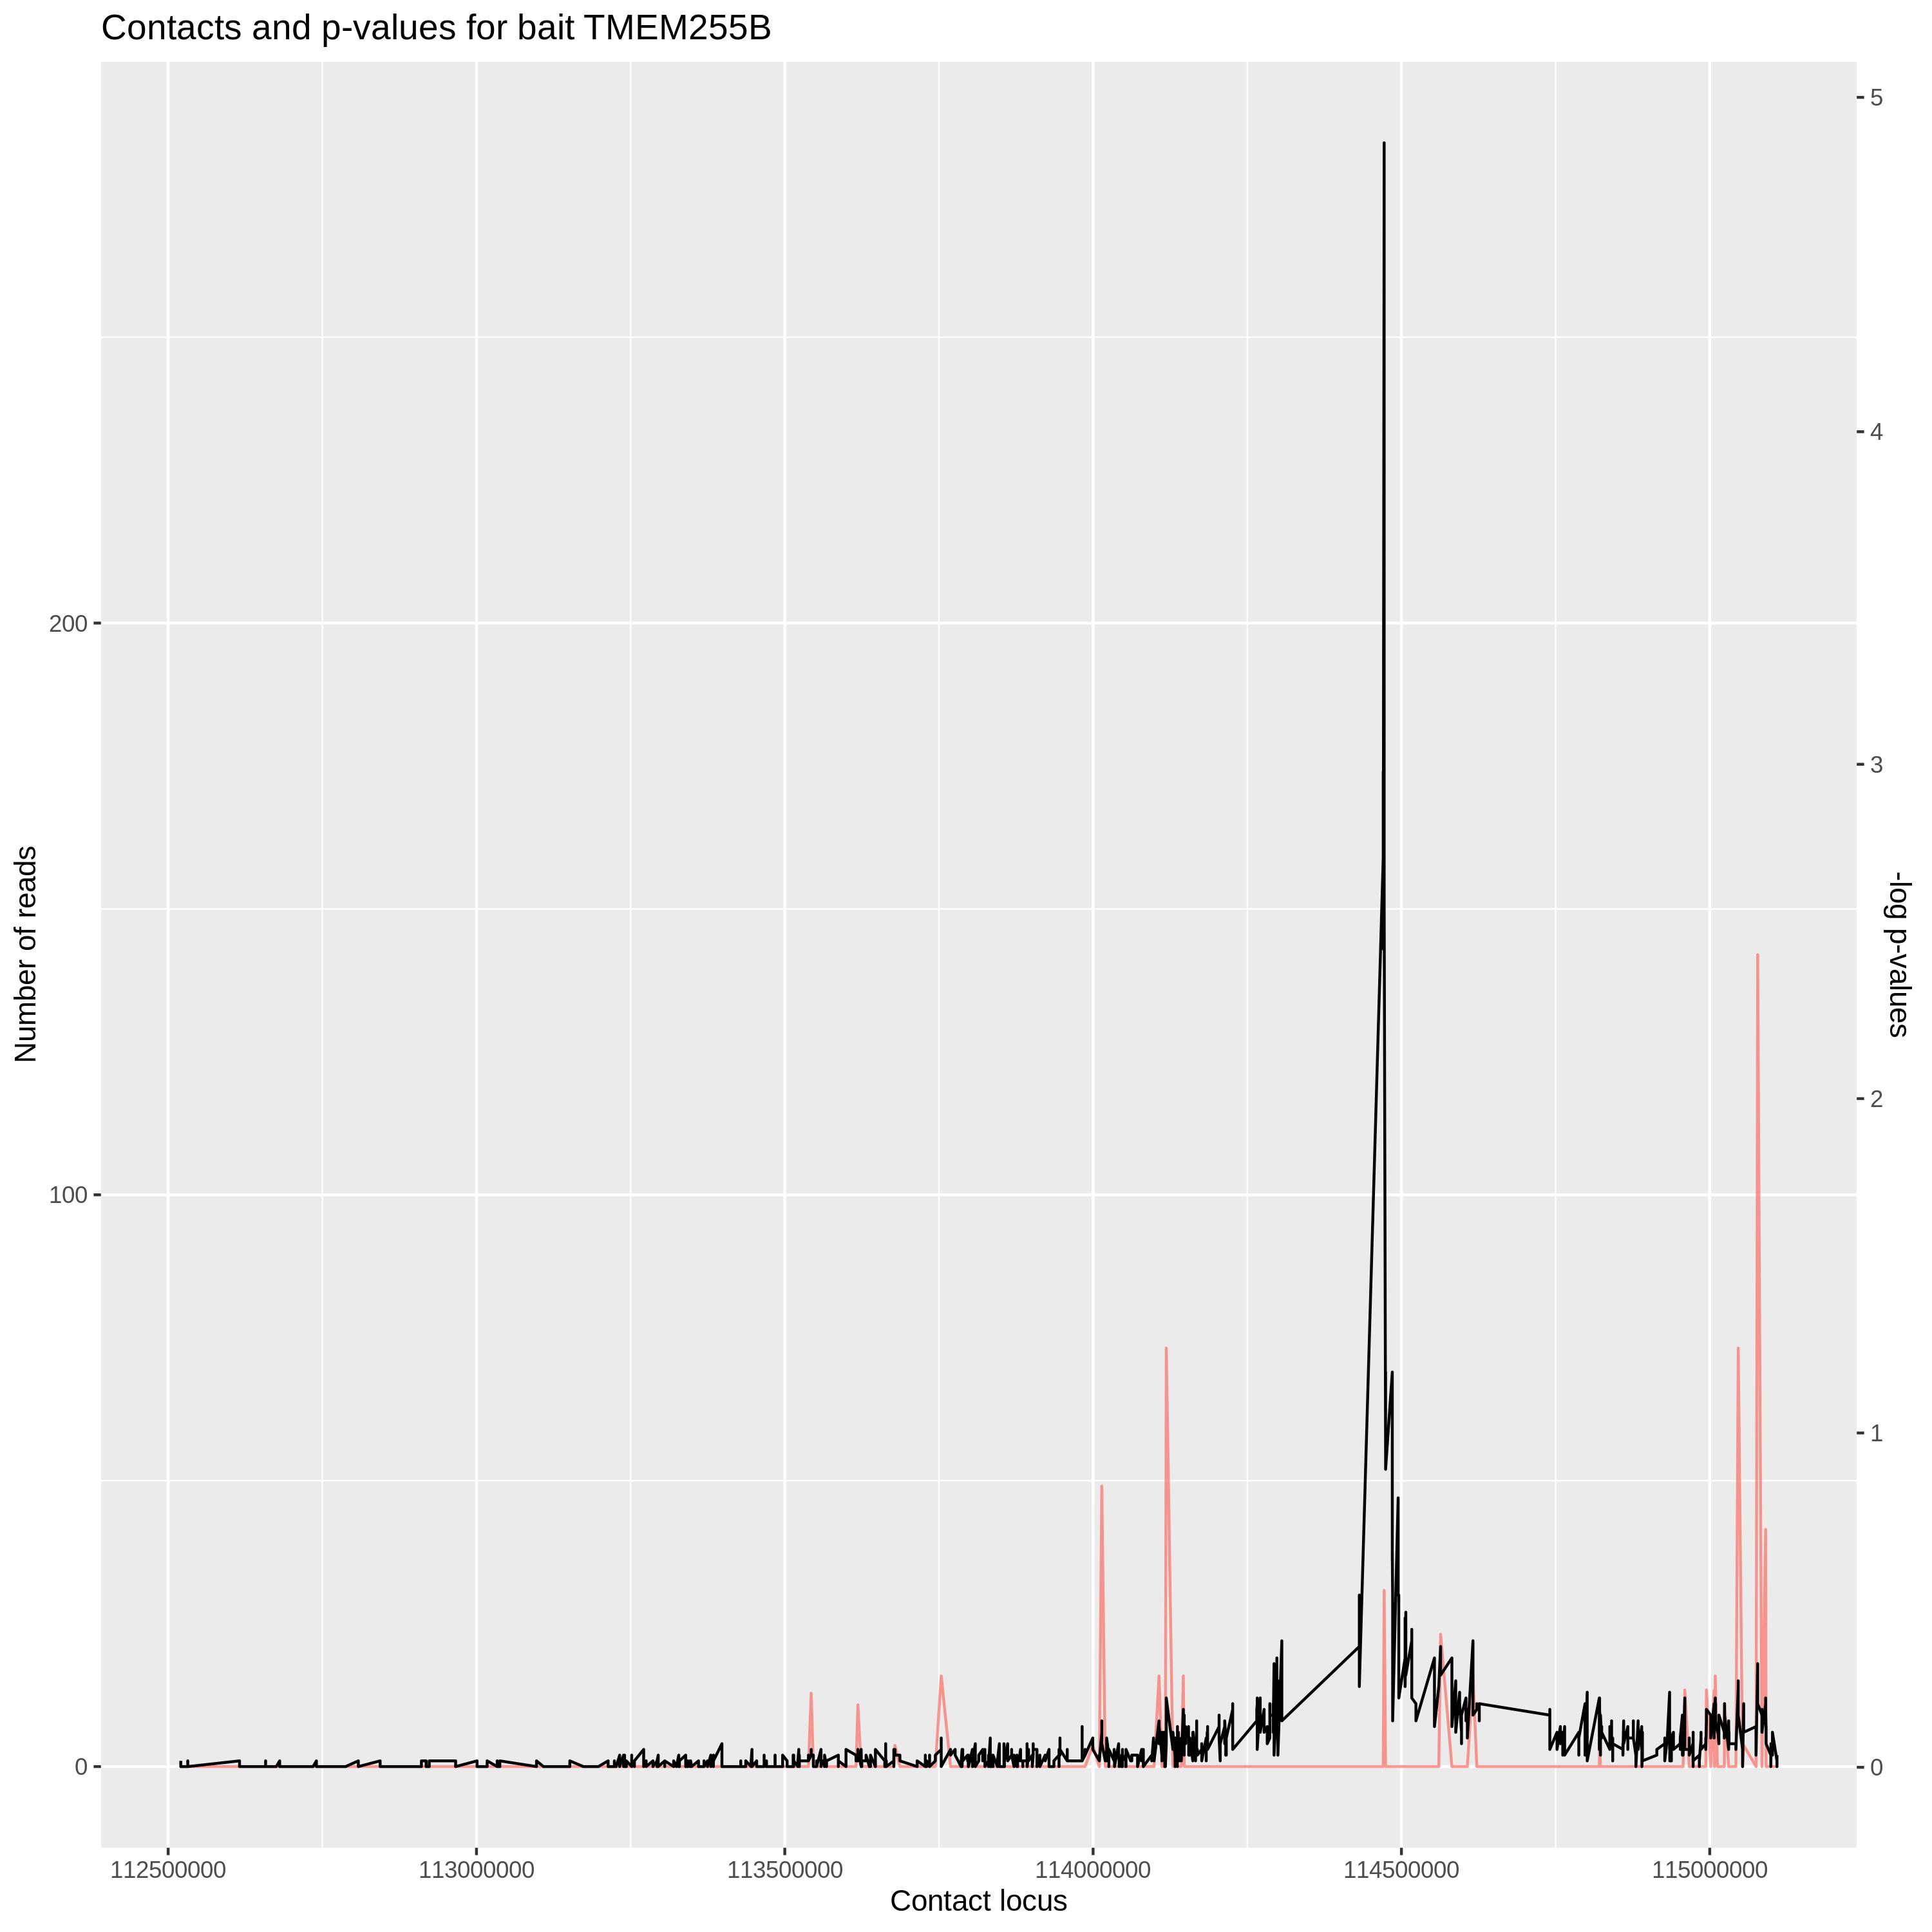 Contacts and p-values for bait TMEM255B
Number of reads
200
100
0
5
4
3
2
1
0
-log p-values
112500000 113000000 113500000 114000000 114500000 115000000
Contact locus